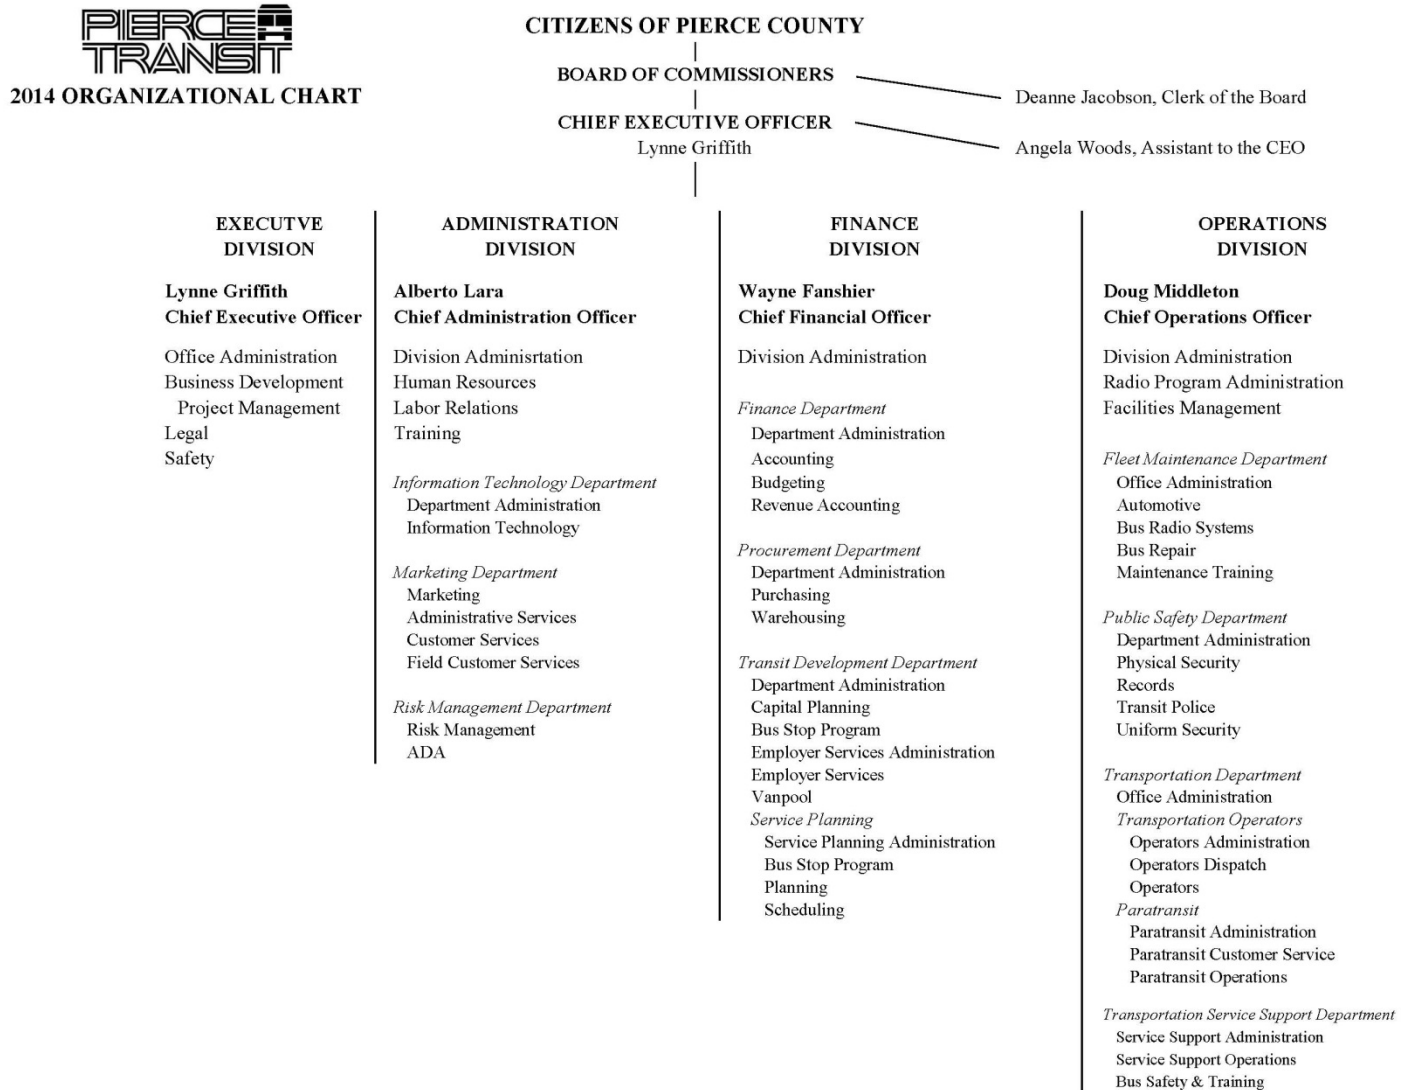 PIERCE
TRANSIT
2014 ORGANIZATIONAL CHART
CITIZENS OF PIERCE COUNTY
BOARD OF COMMISSIONERS
Deanne Jacobson, Clerk of the Board
CHIEF EXECUTIVE OFFICER
Lynne Griffith
Angela Woods, Assistant to the CEO
EXECUTVE
DIVISION
Lynne Griffith
Chief Executive Officer
Office Administration
Business Development
Project Management
Legal
Safety
ADMINISTRATION
DIVISION
Alberto Lara
Chief Administration Officer
Division Adminisrtation
Human Resources
Labor Relations
Training
Information Technology Department
Department Administration
Information Technology
Marketing Department
Marketing
Administrative Services
Customer Services
Field Customer Services
Risk Management Department
Risk Management
ADA
FINANCE
DIVISION
Wayne Fanshier
Chief Financial Officer
Division Administration
Finance Department
Department Administration
Accounting
Budgeting
Revenue Accounting
Procurement Department
Department Administration
Purchasing
Warehousing
Transit Development Department
Department Administration
Capital Planning
Bus Stop Program
Employer Services Administration
Employer Services
Vanpool
Service Planning
Service Planning Administration
Bus Stop Program
Planning
Scheduling
OPERATIONS
DIVISION
Doug Middleton
Chief Operations Officer
Division Administration
Radio Program Administration
Facilities Management
Fleet Maintenance Department
Office Administration
Automotive
Bus Radio Systems
Bus Repair
Maintenance Training
Public Safety Department
Department Administration
Physical Security
Records
Transit Police
Uniform Security
Transportation Department
Office Administration
Transportation Operators
Operators Administration
Operators Dispatch
Operators
Paratransit
Paratransit Administration
Paratransit Customer Service
Paratransit Operations
Transportation Service Support Department
Service Support Administration
Service Support Operations
Bus Safety & Training